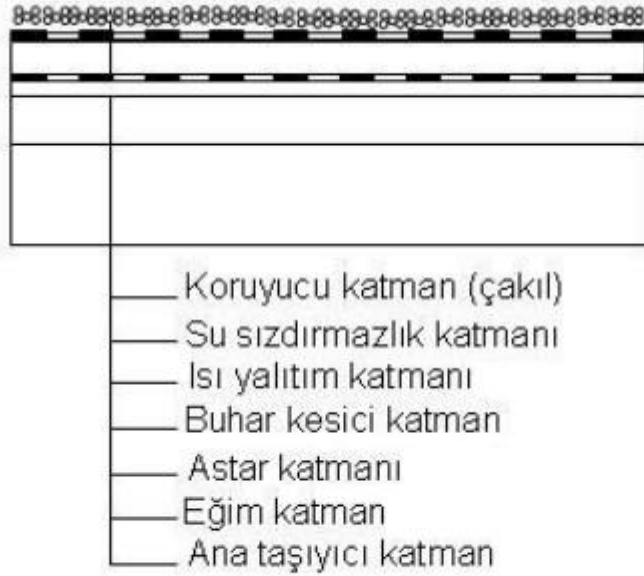 Koruyucu katman (çakıl)
Su sızdırmazlık katmanı
Isı yalıtım katmanı
Buhar kesici katman
Astar katmanı
Eğim katman
Ana taşıyıcı katman